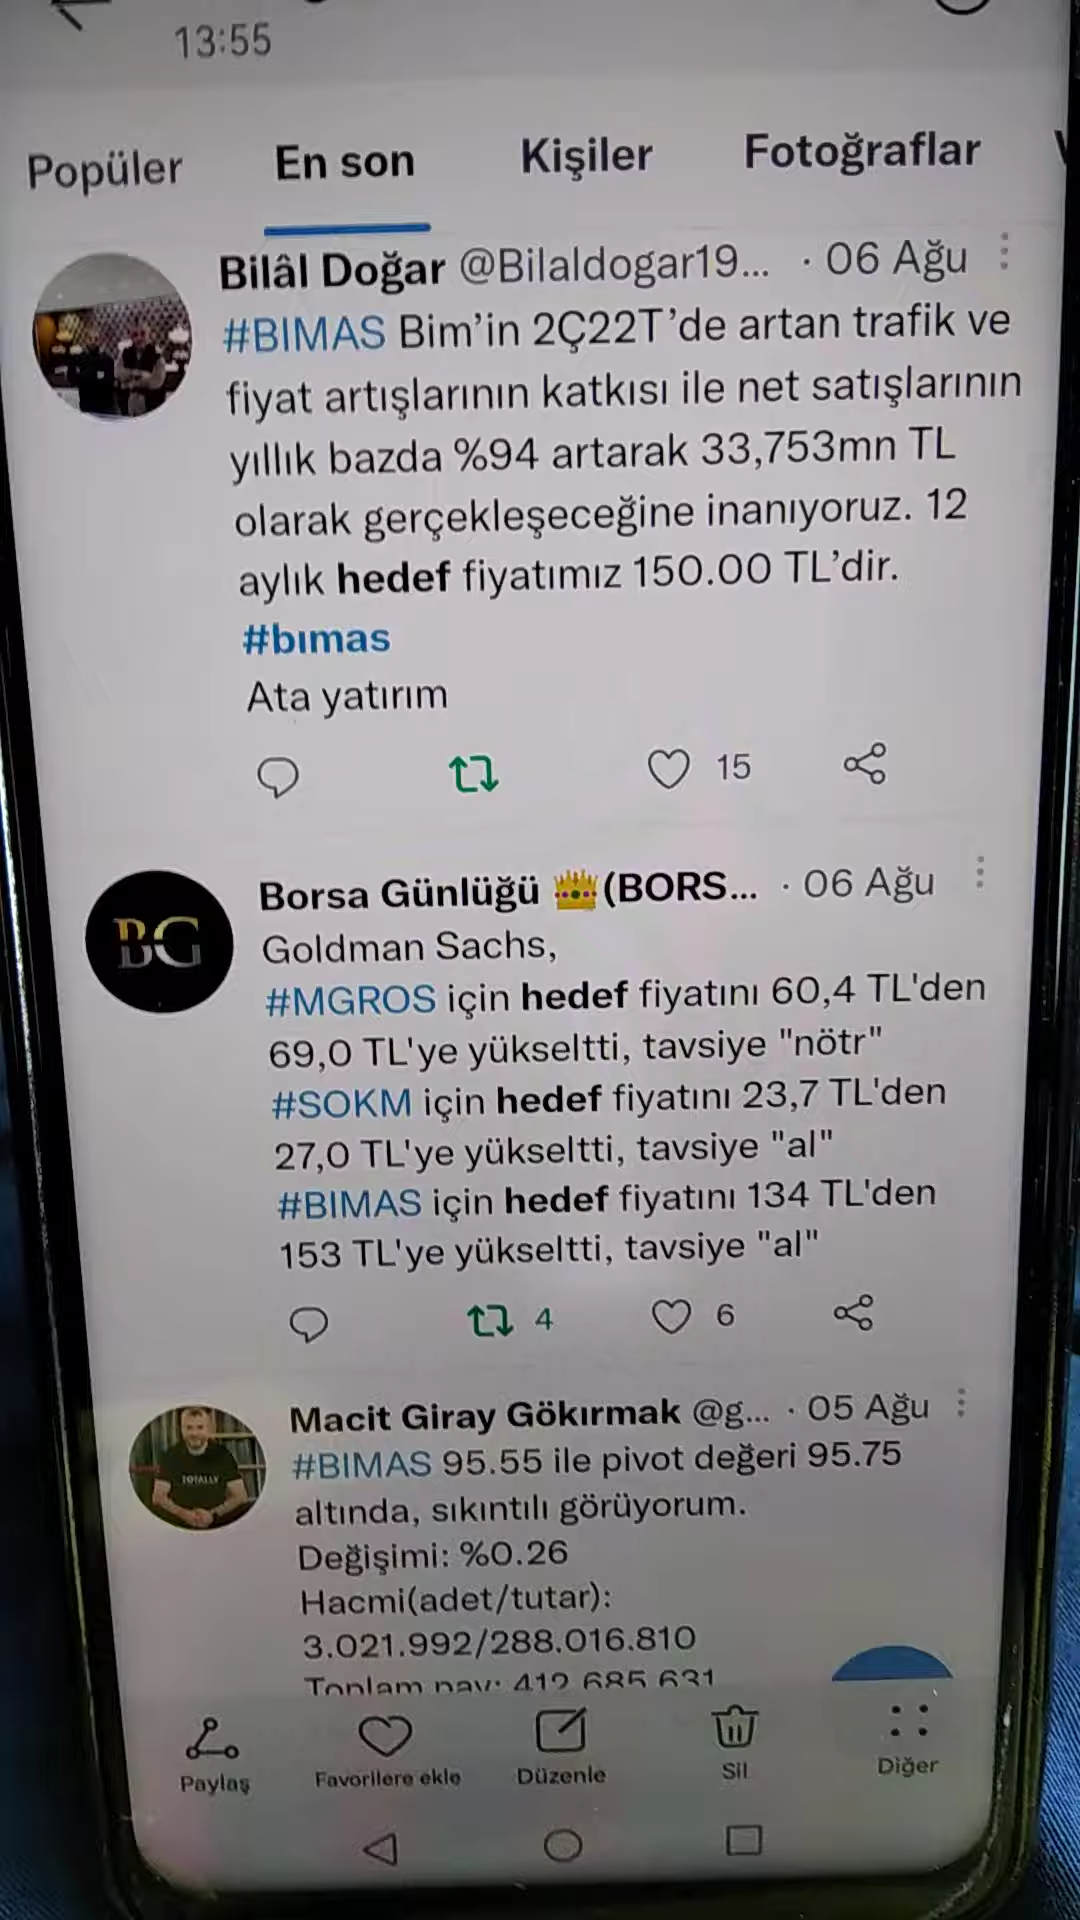 13:55
Popüler En son Kişiler Fotoğraflar
Bilâl Doğar @Bilaldogar19... · 06 Ağu
#BIMAS Bim’in 2Ç22T’de artan trafik ve
fiyat artışlarının katkısı ile net satışlarının
yıllık bazda %94 artarak 33,753mn TL
olarak gerçekleşeceğine inanıyoruz. 12
aylık hedef fiyatımız 150.00 TL’dir.
#bımas
Ata yatırım
15
BG
Borsa Günlüğü 👑(BORS... · 06 Ağu
Goldman Sachs,
#MGROS için hedef fiyatını 60,4 TL'den
69,0 TL'ye yükseltti, tavsiye "nötr"
#SOKM için hedef fiyatını 23,7 TL'den
27,0 TL'ye yükseltti, tavsiye "al"
#BIMAS için hedef fiyatını 134 TL'den
153 TL'ye yükseltti, tavsiye "al"
4 6
Macit Giray Gökırmak @g... · 05 Ağu
TOTALLY
#BIMAS 95.55 ile pivot değeri 95.75
altında, sıkıntılı görüyorum.
Değişimi: %0.26
Hacmi(adet/tutar):
3.021.992/288.016.810
Toplam pay: 412.685.631
Paylaş Favorilere ekle Düzenle Sil Diğer